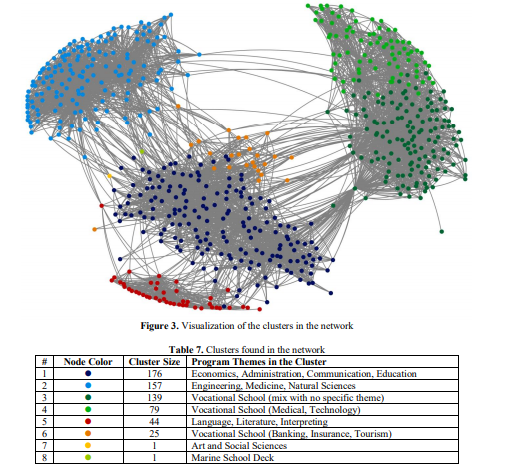 Figure 3. Visualization of the clusters in the network
Table 7. Clusters found in the network
# Node Color Cluster Size Program Themes in the Cluster
1 176 Economics, Administration, Communication, Education
2 157 Engineering, Medicine, Natural Sciences
3 139 Vocational School (mix with no specific theme)
4 79 Vocational School (Medical, Technology)
5 44 Language, Literature, Interpreting
6 25 Vocational School (Banking, Insurance, Tourism)
7 1 Art and Social Sciences
8 1 Marine School Deck